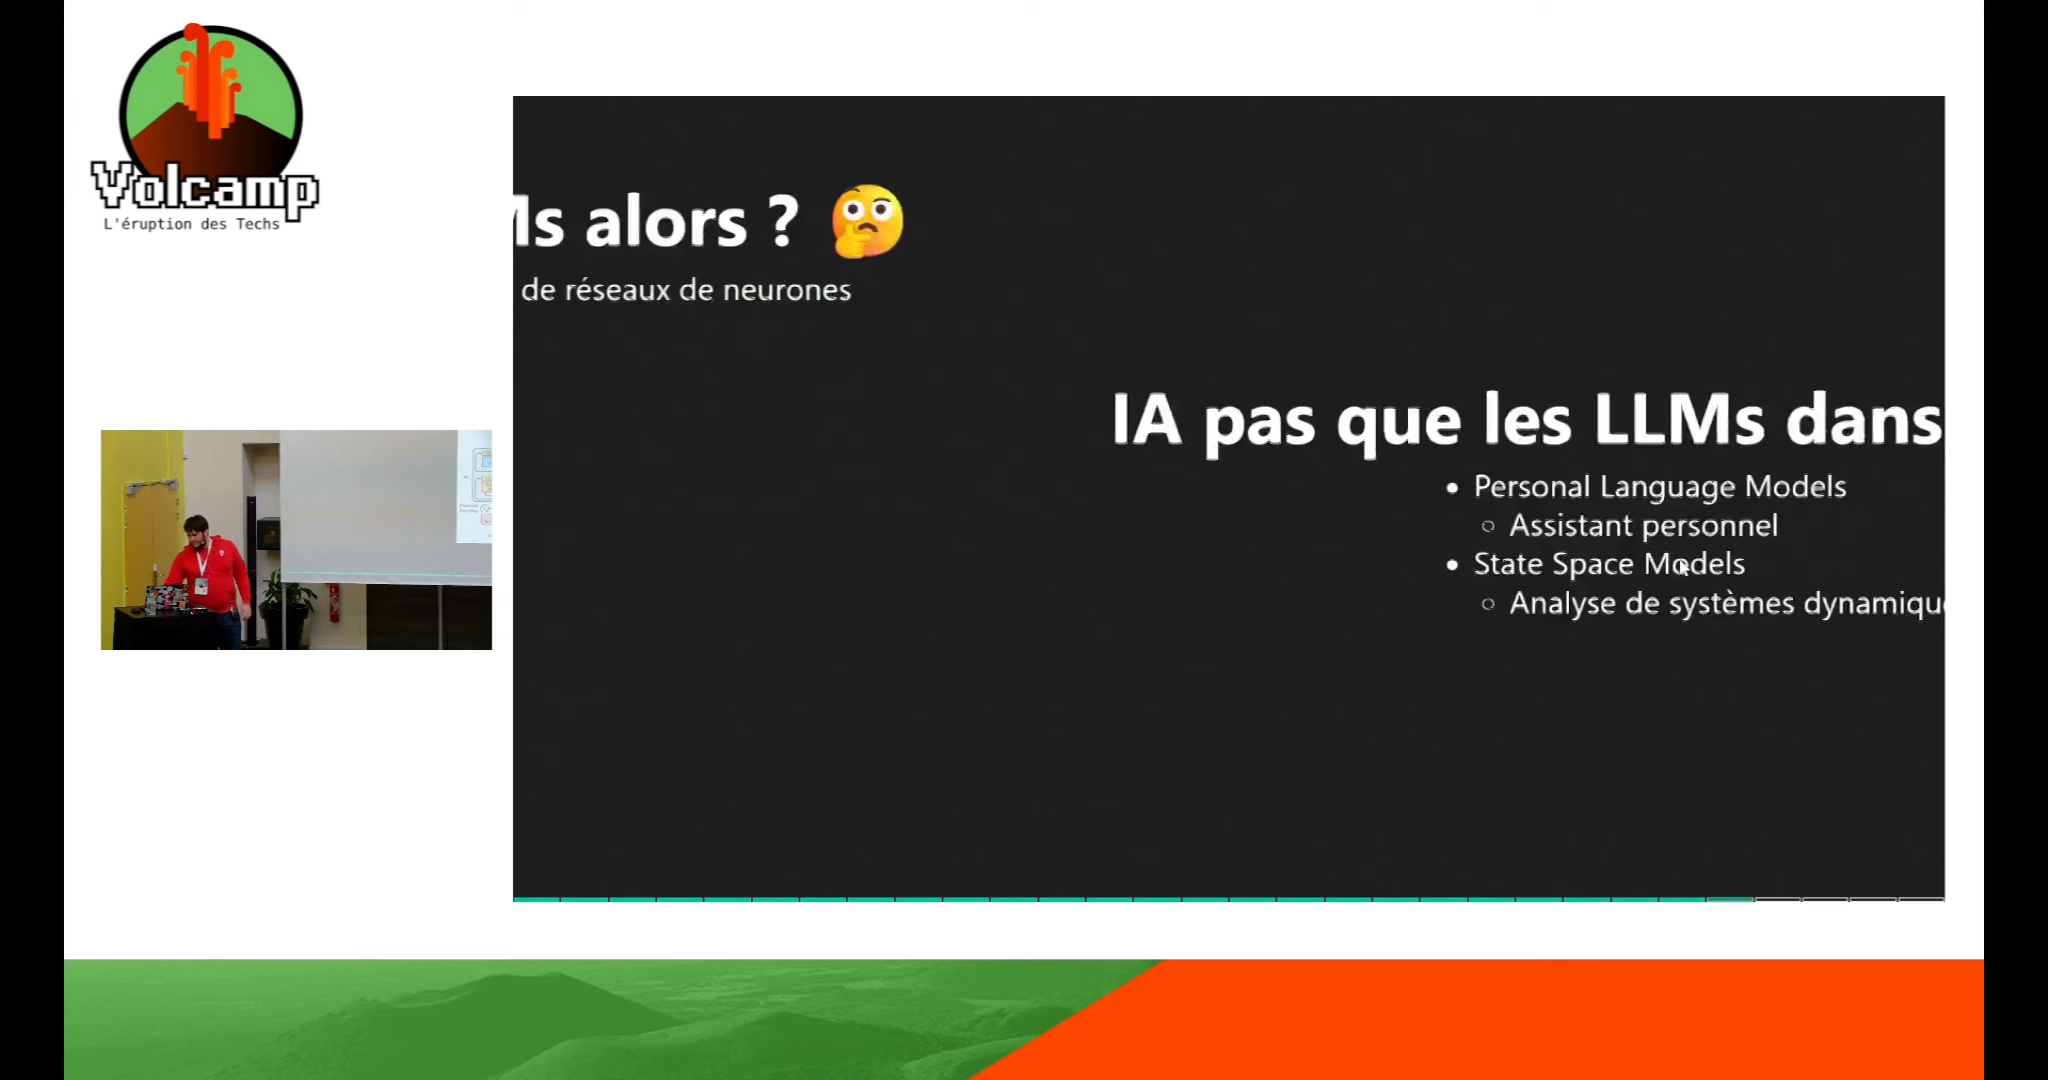 Volcamp
L'éruption des Techs
Ms alors ? 🤔
de réseaux de neurones
IA pas que les LLMs dans
• Personal Language Models
○ Assistant personnel
• State Space Models
○ Analyse de systèmes dynamique